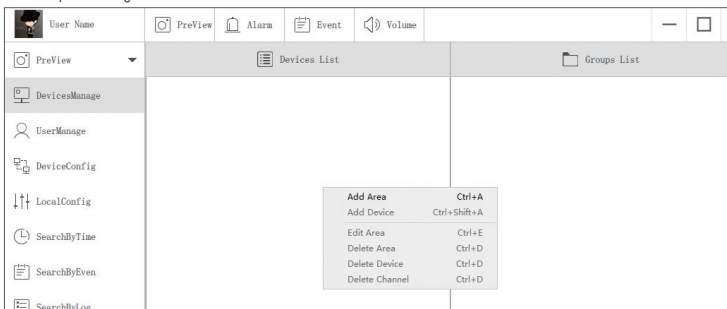 User Name
PreView
Alarm
Event
Volume
PreView
Devices List
Groups List
DevicesManage
UserManage
DeviceConfig
LocalConfig
SearchByTime
SearchByEven
SearchByLog
Add Area Ctrl+A
Add Device Ctrl+Shift+A
Edit Area Ctrl+E
Delete Area Ctrl+D
Delete Device Ctrl+D
Delete Channel Ctrl+D